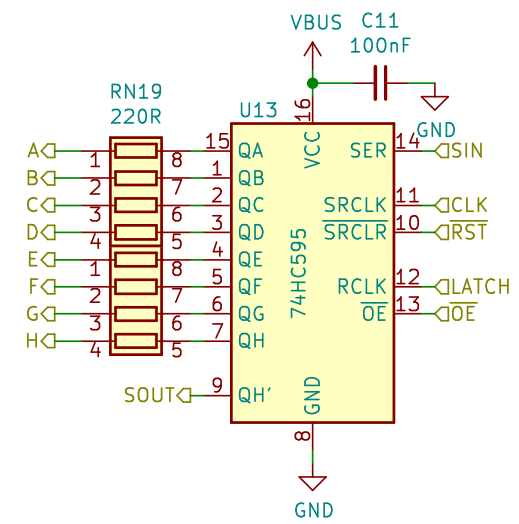 VBUS
C11
100nF
GND
RN19
220R
U13
16
VCC
A 1 8 15 QA
B 2 7 1 QB
C 3 6 2 QC
D 4 5 3 QD
E 1 8 4 QE
F 2 7 5 QF
G 3 6 6 QG
H 4 5 7 QH
SOUT 9 QH'
74HC595
SER 14 SIN
SRCLK 11 CLK
SRCLR 10 RST
RCLK 12 LATCH
OE 13 OE
GND
8
GND